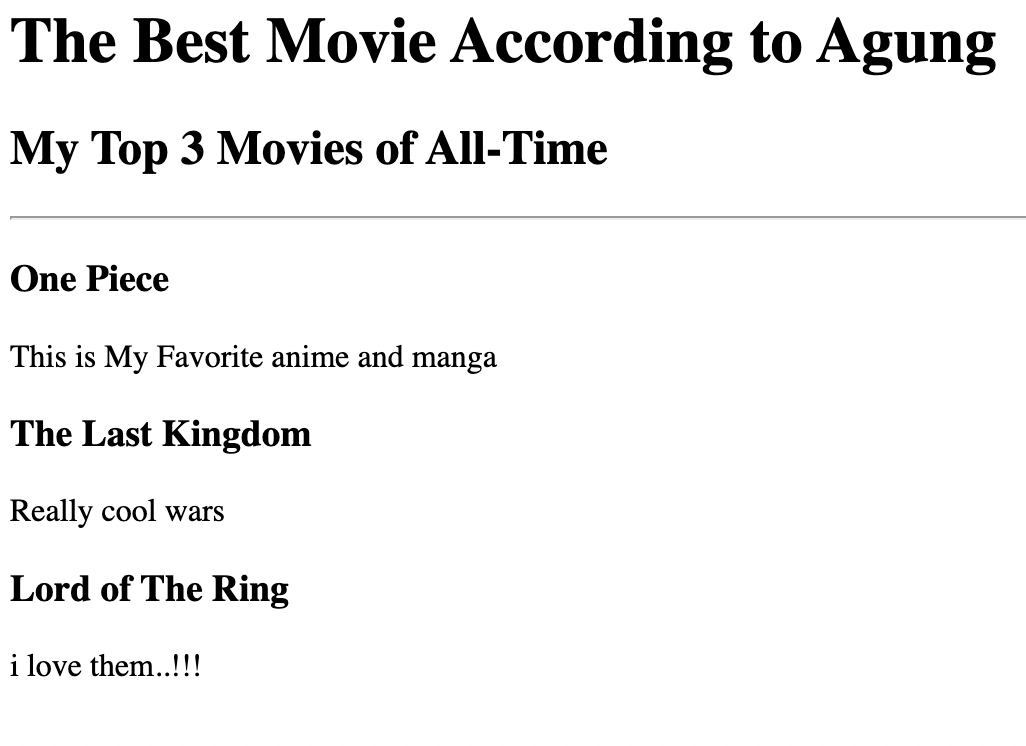 The Best Movie According to Agung
My Top 3 Movies of All-Time
One Piece
This is My Favorite anime and manga
The Last Kingdom
Really cool wars
Lord of The Ring
i love them..!!!